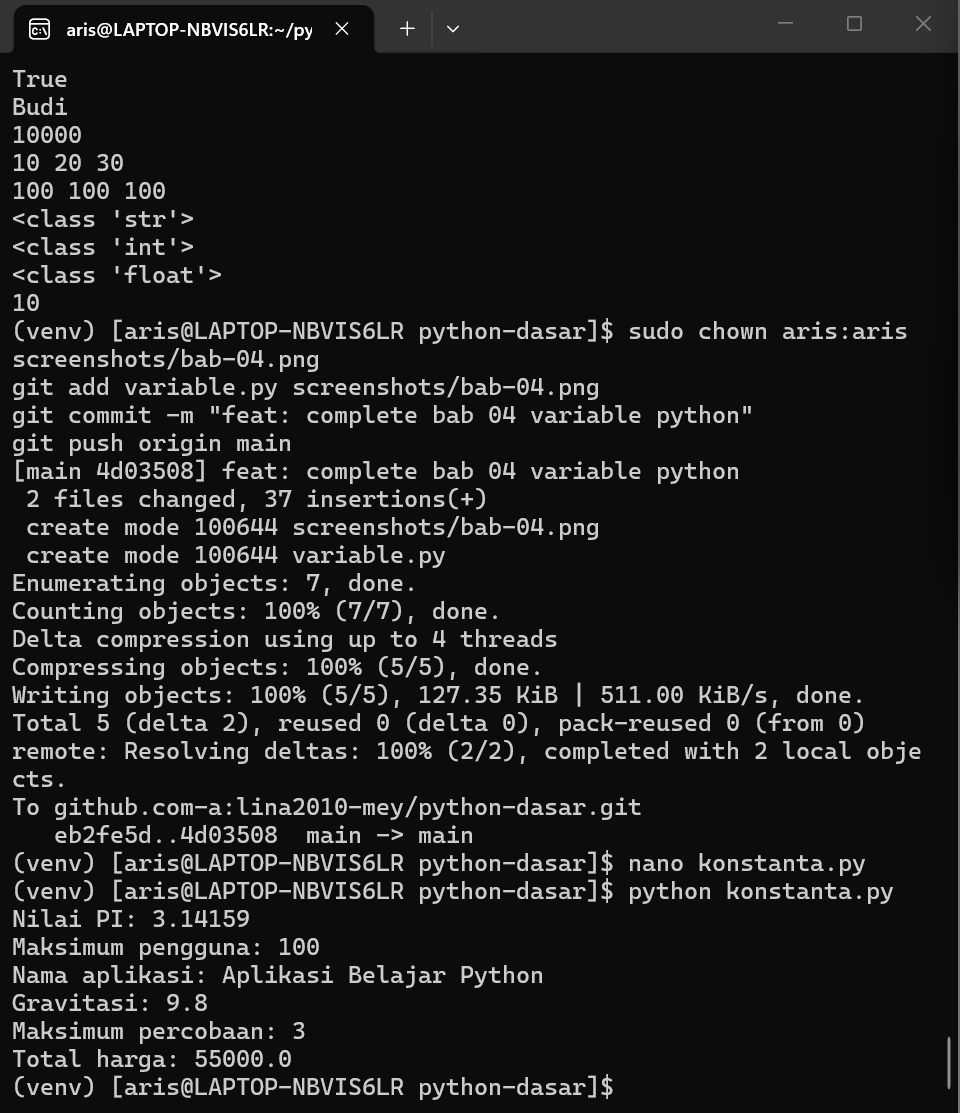 aris@LAPTOP-NBVIS6LR:~/py
True
Budi
10000
10 20 30
100 100 100
<class 'str'>
<class 'int'>
<class 'float'>
10
(venv) [aris@LAPTOP-NBVIS6LR python-dasar]$ sudo chown aris:aris
screenshots/bab-04.png
git add variable.py screenshots/bab-04.png
git commit -m "feat: complete bab 04 variable python"
git push origin main
[main 4d03508] feat: complete bab 04 variable python
 2 files changed, 37 insertions(+)
 create mode 100644 screenshots/bab-04.png
 create mode 100644 variable.py
Enumerating objects: 7, done.
Counting objects: 100% (7/7), done.
Delta compression using up to 4 threads
Compressing objects: 100% (5/5), done.
Writing objects: 100% (5/5), 127.35 KiB | 511.00 KiB/s, done.
Total 5 (delta 2), reused 0 (delta 0), pack-reused 0 (from 0)
remote: Resolving deltas: 100% (2/2), completed with 2 local obje
cts.
To github.com-a:lina2010-mey/python-dasar.git
   eb2fe5d..4d03508  main -> main
(venv) [aris@LAPTOP-NBVIS6LR python-dasar]$ nano konstanta.py
(venv) [aris@LAPTOP-NBVIS6LR python-dasar]$ python konstanta.py
Nilai PI: 3.14159
Maksimum pengguna: 100
Nama aplikasi: Aplikasi Belajar Python
Gravitasi: 9.8
Maksimum percobaan: 3
Total harga: 55000.0
(venv) [aris@LAPTOP-NBVIS6LR python-dasar]$